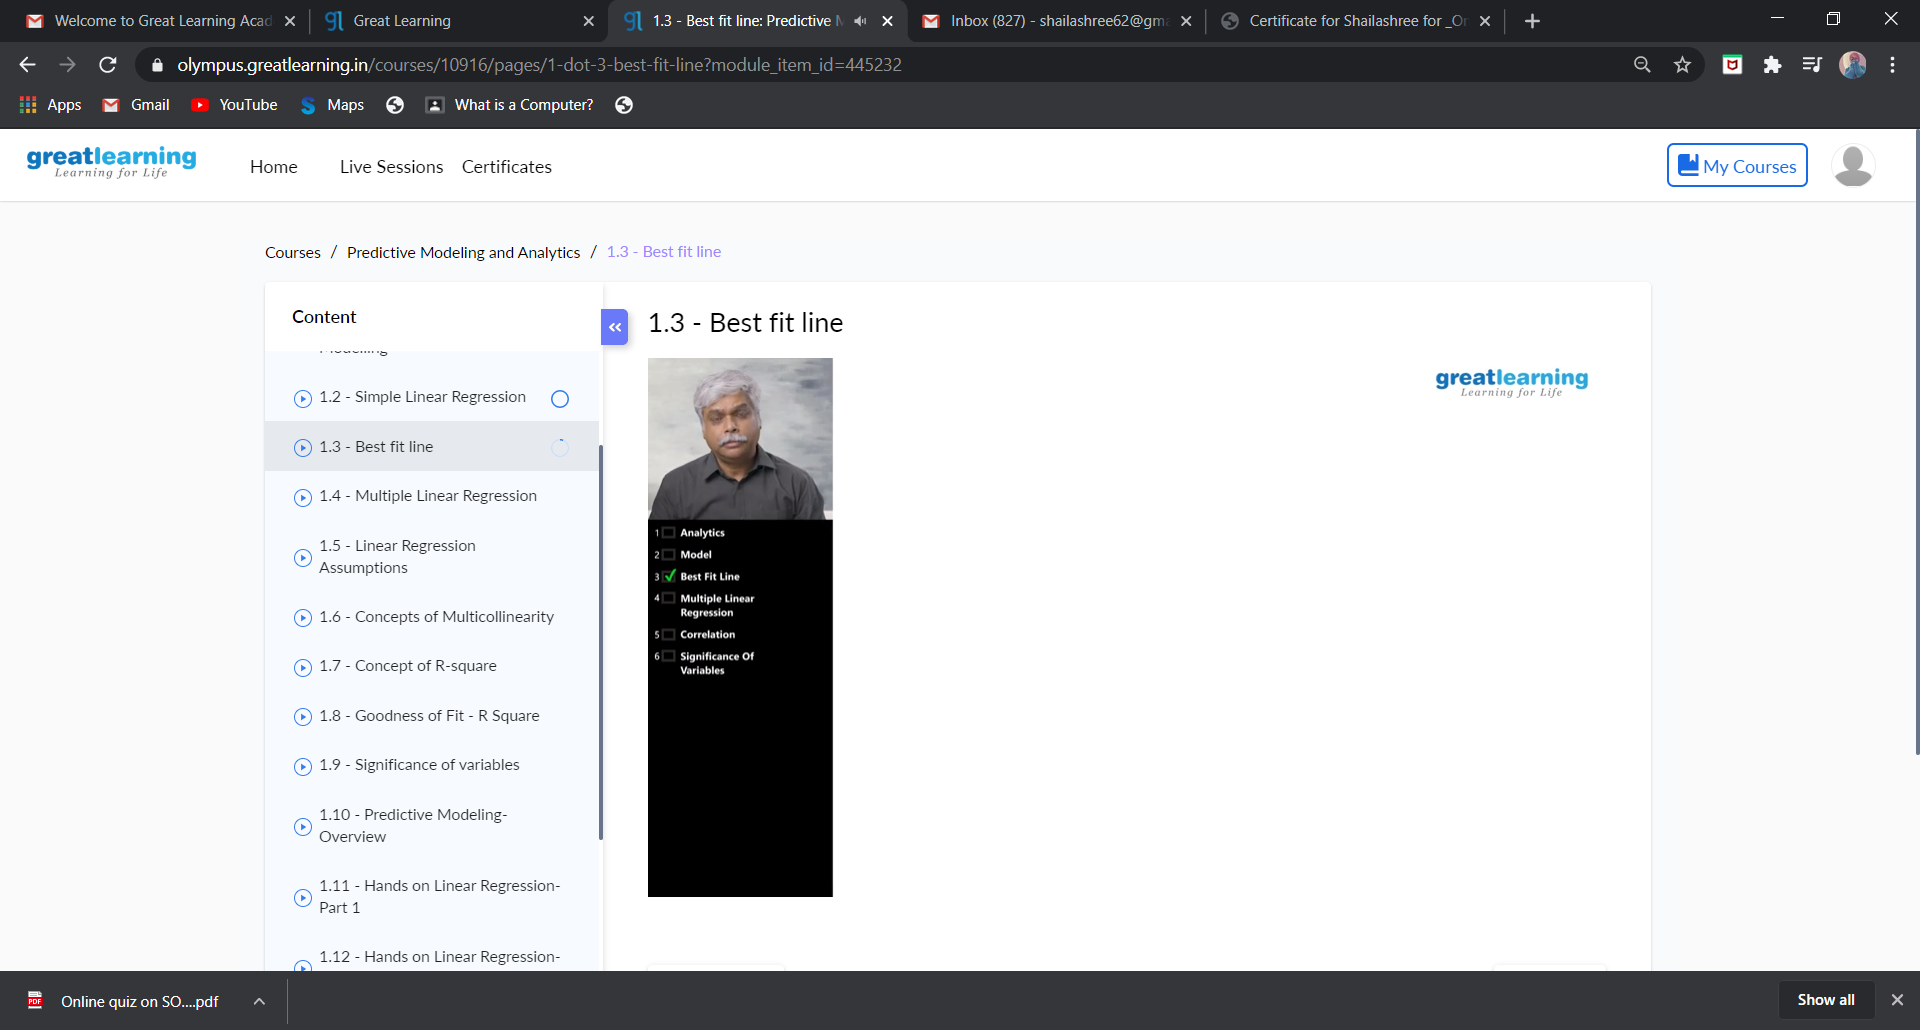 Welcome to Great Learning Acad
Great Learning
1.3 - Best fit line: Predictive M
Inbox (827) - shailashree62@gma
Certificate for Shailashree for _Or
olympus.greatlearning.in/courses/10916/pages/1-dot-3-best-fit-line?module_item_id=445232
Apps
Gmail
YouTube
Maps
What is a Computer?
greatlearning
Learning for Life
Home
Live Sessions
Certificates
My Courses
Courses / Predictive Modeling and Analytics / 1.3 - Best fit line
Content
Modelling
1.2 - Simple Linear Regression
1.3 - Best fit line
1.4 - Multiple Linear Regression
1.5 - Linear Regression
Assumptions
1.6 - Concepts of Multicollinearity
1.7 - Concept of R-square
1.8 - Goodness of Fit - R Square
1.9 - Significance of variables
1.10 - Predictive Modeling-
Overview
1.11 - Hands on Linear Regression-
Part 1
1.12 - Hands on Linear Regression-
1.3 - Best fit line
greatlearning
Learning for Life
1 Analytics
2 Model
3 Best Fit Line
4 Multiple Linear
Regression
5 Correlation
6 Significance Of
Variables
Online quiz on SO....pdf
Show all